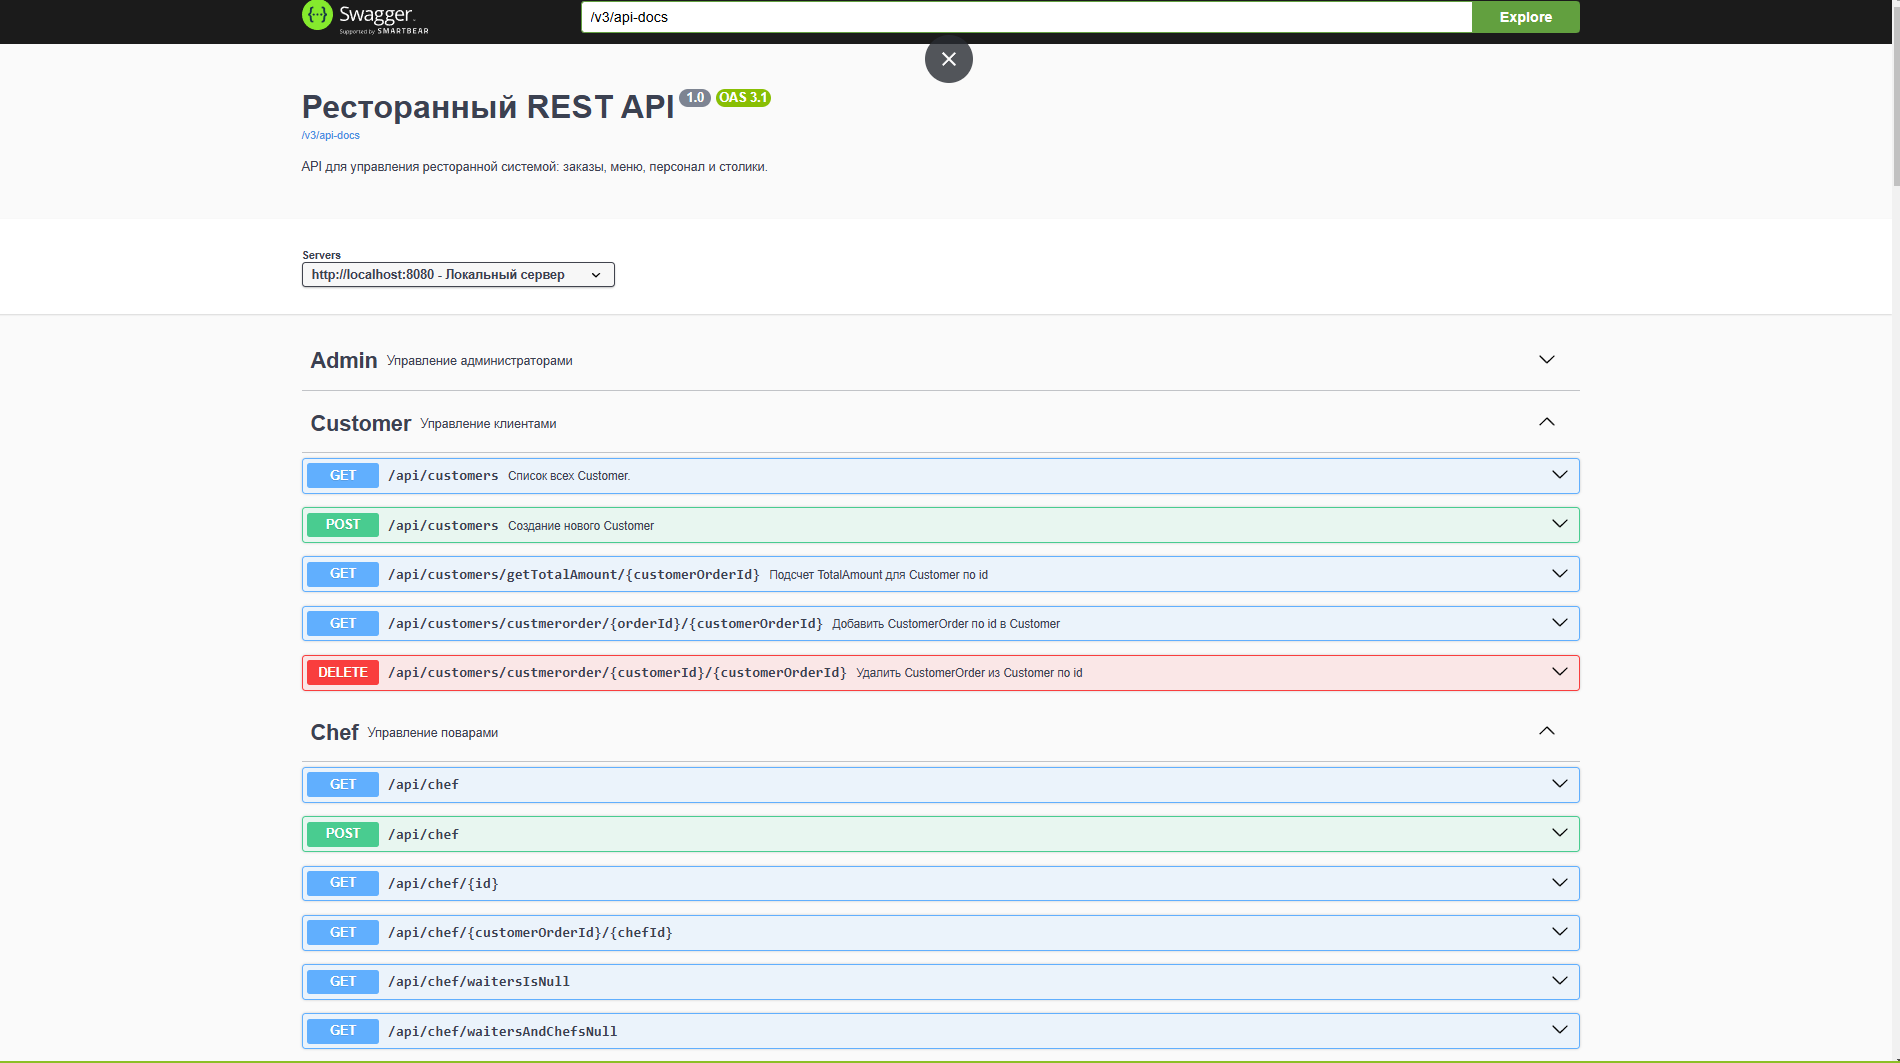 Swagger.
Supported by SMARTBEAR
/v3/api-docs
Explore
Ресторанный REST API 1.0 OAS 3.1
/v3/api-docs
API для управления ресторанной системой: заказы, меню, персонал и столики.
Servers
http://localhost:8080 - Локальный сервер
Admin Управление администраторами
Customer Управление клиентами
GET /api/customers Список всех Customer.
POST /api/customers Создание нового Customer
GET /api/customers/getTotalAmount/{customerOrderId} Подсчет TotalAmount для Customer по id
GET /api/customers/custmerorder/{orderId}/{customerOrderId} Добавить CustomerOrder по id в Customer
DELETE /api/customers/custmerorder/{customerId}/{customerOrderId} Удалить CustomerOrder из Customer по id
Chef Управление поварами
GET /api/chef
POST /api/chef
GET /api/chef/{id}
GET /api/chef/{customerOrderId}/{chefId}
GET /api/chef/waitersIsNull
GET /api/chef/waitersAndChefsNull